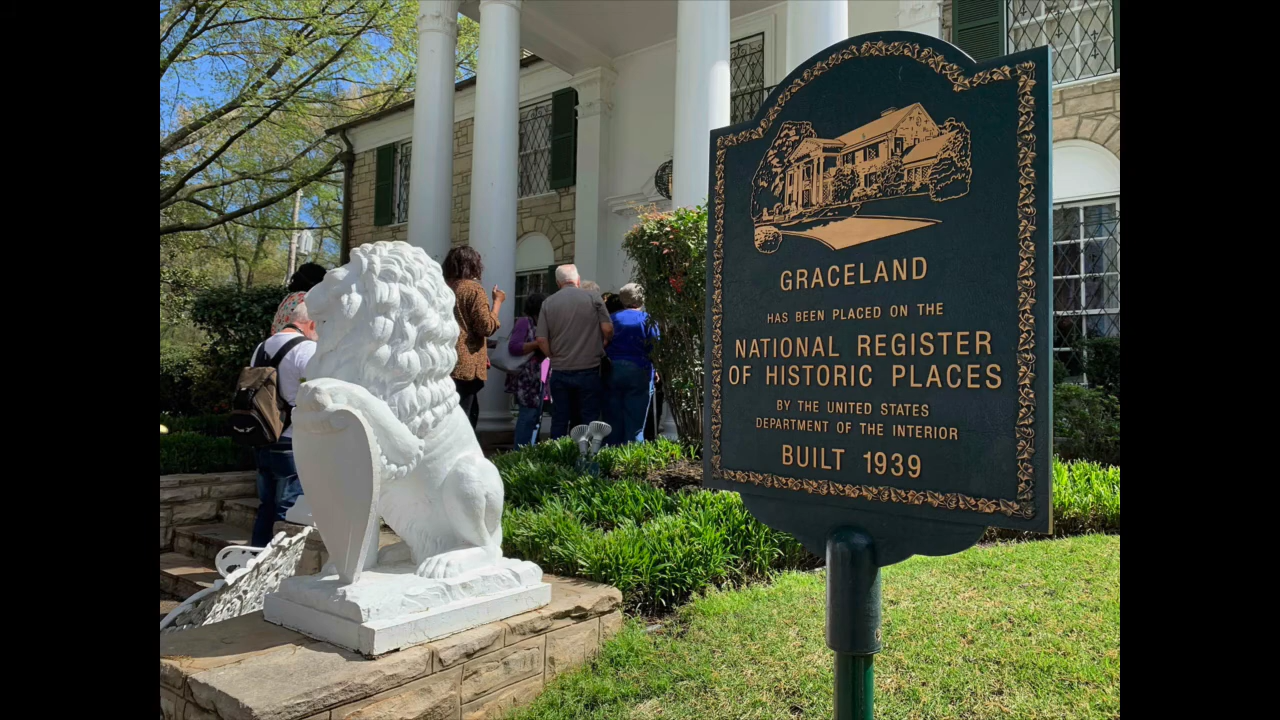 GRACELAND
HAS BEEN PLACED ON THE
NATIONAL REGISTER
OF HISTORIC PLACES
BY THE UNITED STATES
DEPARTMENT OF THE INTERIOR
BUILT 1939